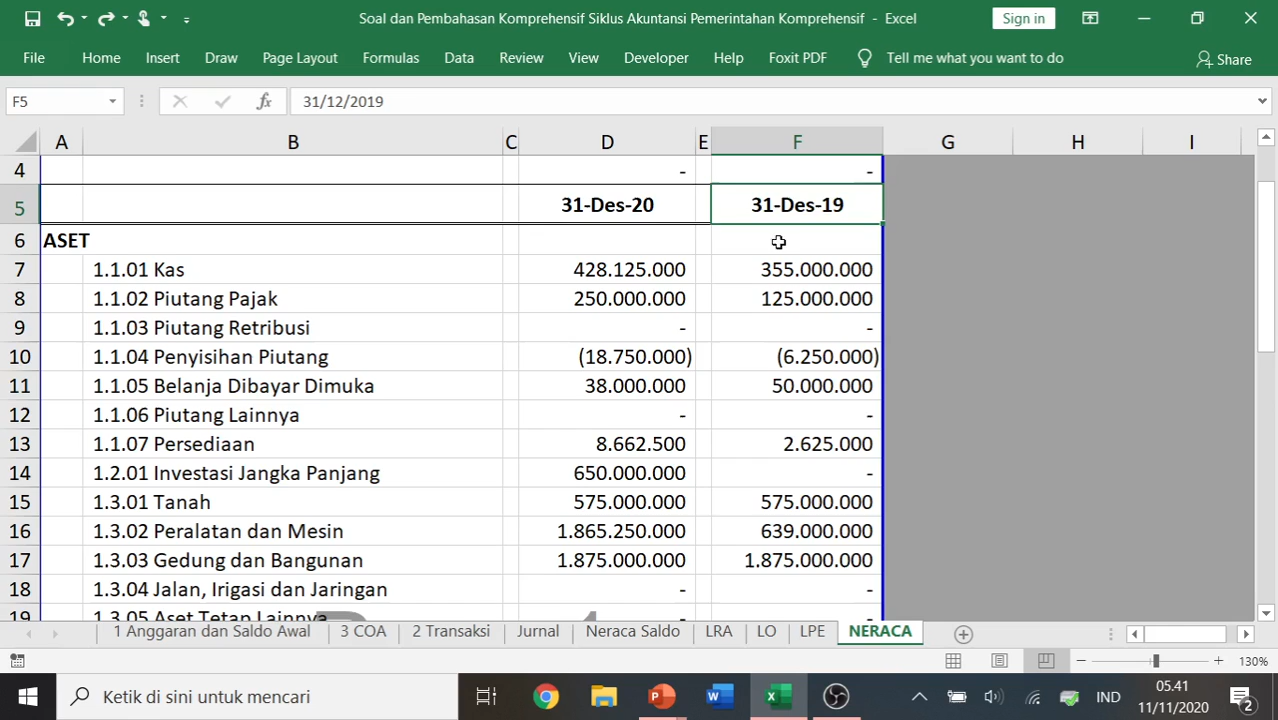 Soal dan Pembahasan Komprehensif Siklus Akuntansi Pemerintahan Komprehensif - Excel Sign in
File Home Insert Draw Page Layout Formulas Data Review View Developer Help Foxit PDF Tell me what you want to do Share
F5 fx 31/12/2019
A B C D E F G H I
4 - -
5 31-Des-20 31-Des-19
6 ASET
7 1.1.01 Kas 428.125.000 355.000.000
8 1.1.02 Piutang Pajak 250.000.000 125.000.000
9 1.1.03 Piutang Retribusi - -
10 1.1.04 Penyisihan Piutang (18.750.000) (6.250.000)
11 1.1.05 Belanja Dibayar Dimuka 38.000.000 50.000.000
12 1.1.06 Piutang Lainnya - -
13 1.1.07 Persediaan 8.662.500 2.625.000
14 1.2.01 Investasi Jangka Panjang 650.000.000 -
15 1.3.01 Tanah 575.000.000 575.000.000
16 1.3.02 Peralatan dan Mesin 1.865.250.000 639.000.000
17 1.3.03 Gedung dan Bangunan 1.875.000.000 1.875.000.000
18 1.3.04 Jalan, Irigasi dan Jaringan - -
19 1.3.05 Aset Tetap Lainnya - -
1 Anggaran dan Saldo Awal 3 COA 2 Transaksi Jurnal Neraca Saldo LRA LO LPE NERACA
130%
Ketik di sini untuk mencari IND 05.41
11/11/2020 2